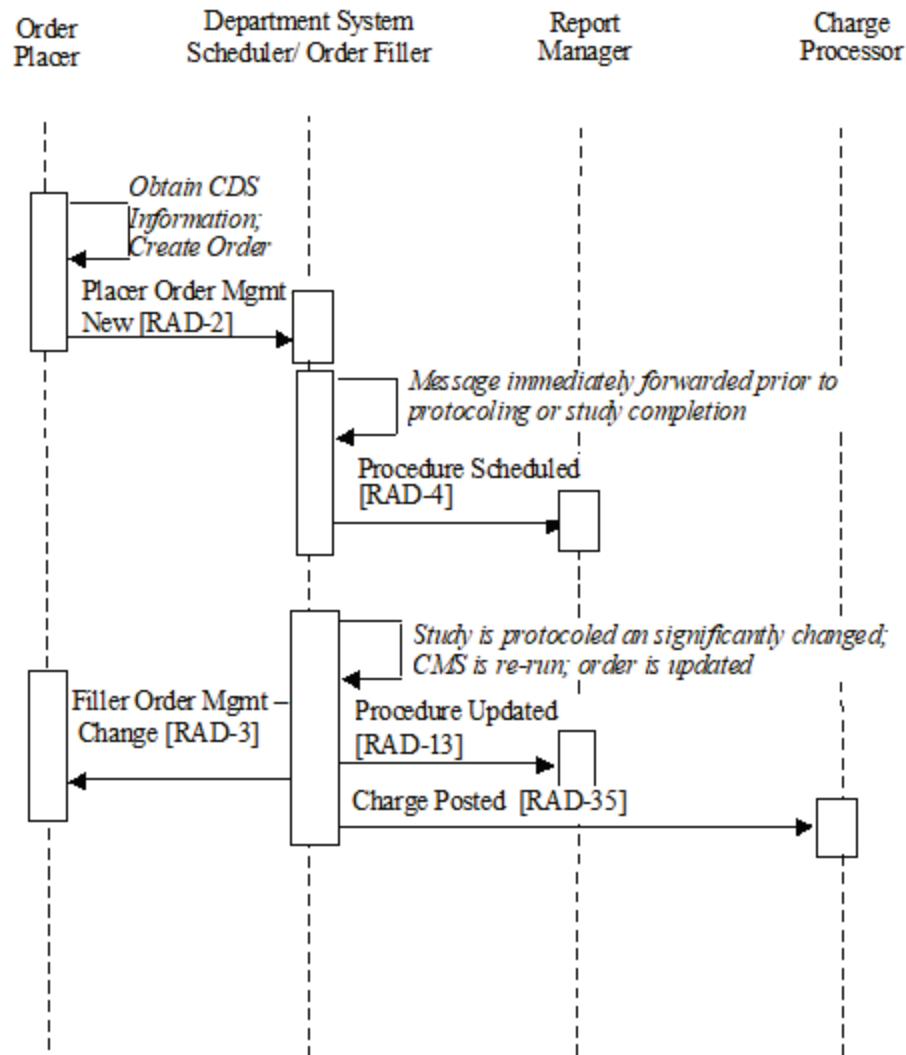 Order
Placer
Department System
Scheduler/ Order Filler
Report
Manager
Charge
Processor
Obtain CDS
Information;
Create Order
Placer Order Mgmt
New [RAD-2]
Message immediately forwarded prior to
protocoling or study completion
Procedure Scheduled
[RAD-4]
Study is protocoled an significantly changed;
CMS is re-run; order is updated
Filler Order Mgmt –
Change [RAD-3]
Procedure Updated
[RAD-13]
Charge Posted [RAD-35]